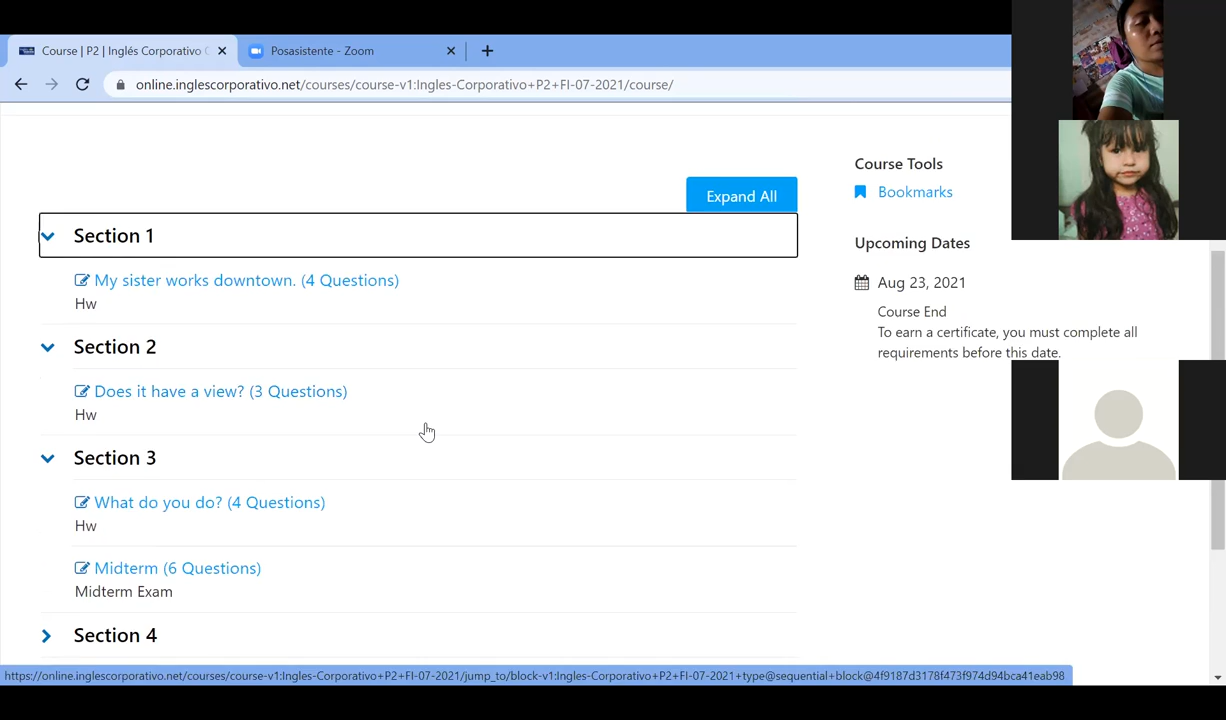 Course | P2 | Inglés Corporativo
Posasistente - Zoom
online.inglescorporativo.net/courses/course-v1:Ingles-Corporativo+P2+FI-07-2021/course/
Expand All
Section 1
My sister works downtown. (4 Questions)
Hw
Section 2
Does it have a view? (3 Questions)
Hw
Section 3
What do you do? (4 Questions)
Hw
Midterm (6 Questions)
Midterm Exam
Section 4
Course Tools
Bookmarks
Upcoming Dates
Aug 23, 2021
Course End
To earn a certificate, you must complete all
requirements before this date.
https://online.inglescorporativo.net/courses/course-v1:Ingles-Corporativo+P2+FI-07-2021/jump_to/block-v1:Ingles-Corporativo+P2+FI-07-2021+type@sequential+block@4f9187d3178f473f974d94bca41eab98